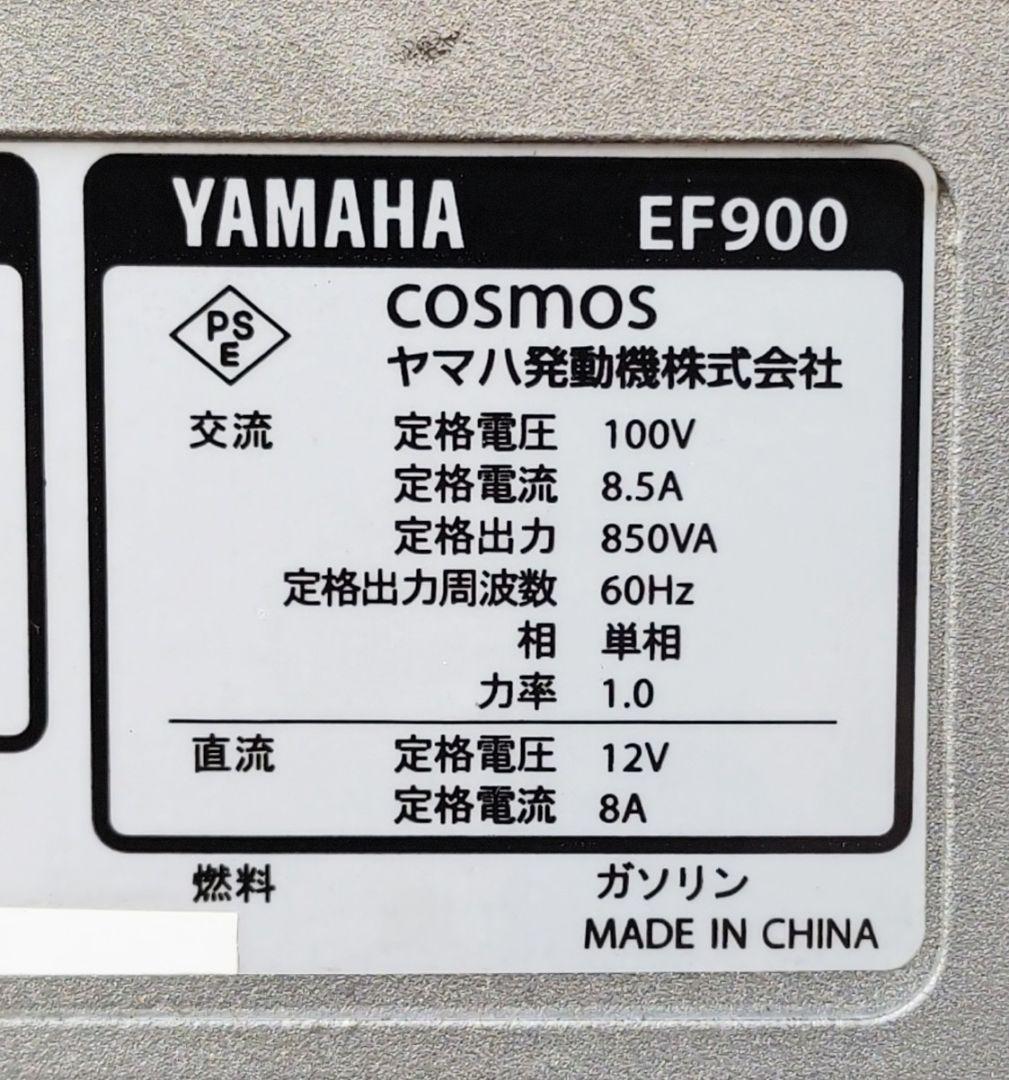 YAMAHA EF900
PSE
cosmos
ヤマハ発動機株式会社
交流 定格電圧 100V
定格電流 8.5A
定格出力 850VA
定格出力周波数 60Hz
相 単相
力率 1.0
直流 定格電圧 12V
定格電流 8A
燃料 ガソリン
MADE IN CHINA